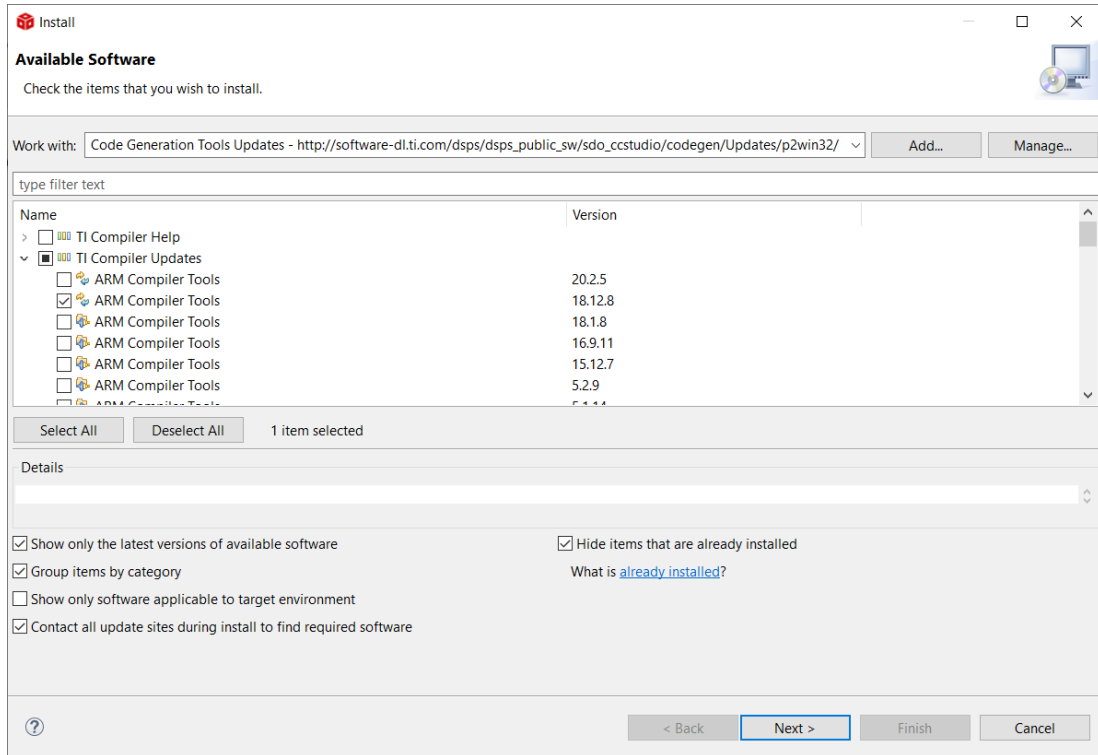 Install
Available Software
Check the items that you wish to install.
Work with: Code Generation Tools Updates - http://software-dl.ti.com/dsps/dsps_public_sw/sdo_ccstudio/codegen/Updates/p2win32/ Add... Manage...
type filter text
Name Version
TI Compiler Help
TI Compiler Updates
ARM Compiler Tools 20.2.5
ARM Compiler Tools 18.12.8
ARM Compiler Tools 18.1.8
ARM Compiler Tools 16.9.11
ARM Compiler Tools 15.12.7
ARM Compiler Tools 5.2.9
ARM Compiler Tools 5.1.14
Select All Deselect All 1 item selected
Details
Show only the latest versions of available software Hide items that are already installed
Group items by category What is already installed?
Show only software applicable to target environment
Contact all update sites during install to find required software
? < Back Next > Finish Cancel